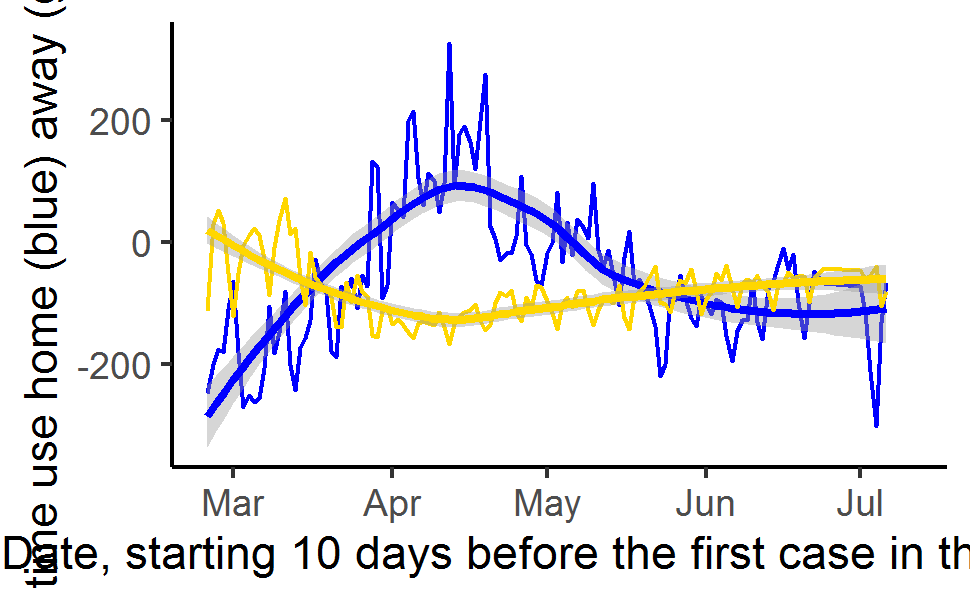 time use home (blue) away (g
200
0
-200
Mar Apr May Jun Jul
Date, starting 10 days before the first case in th